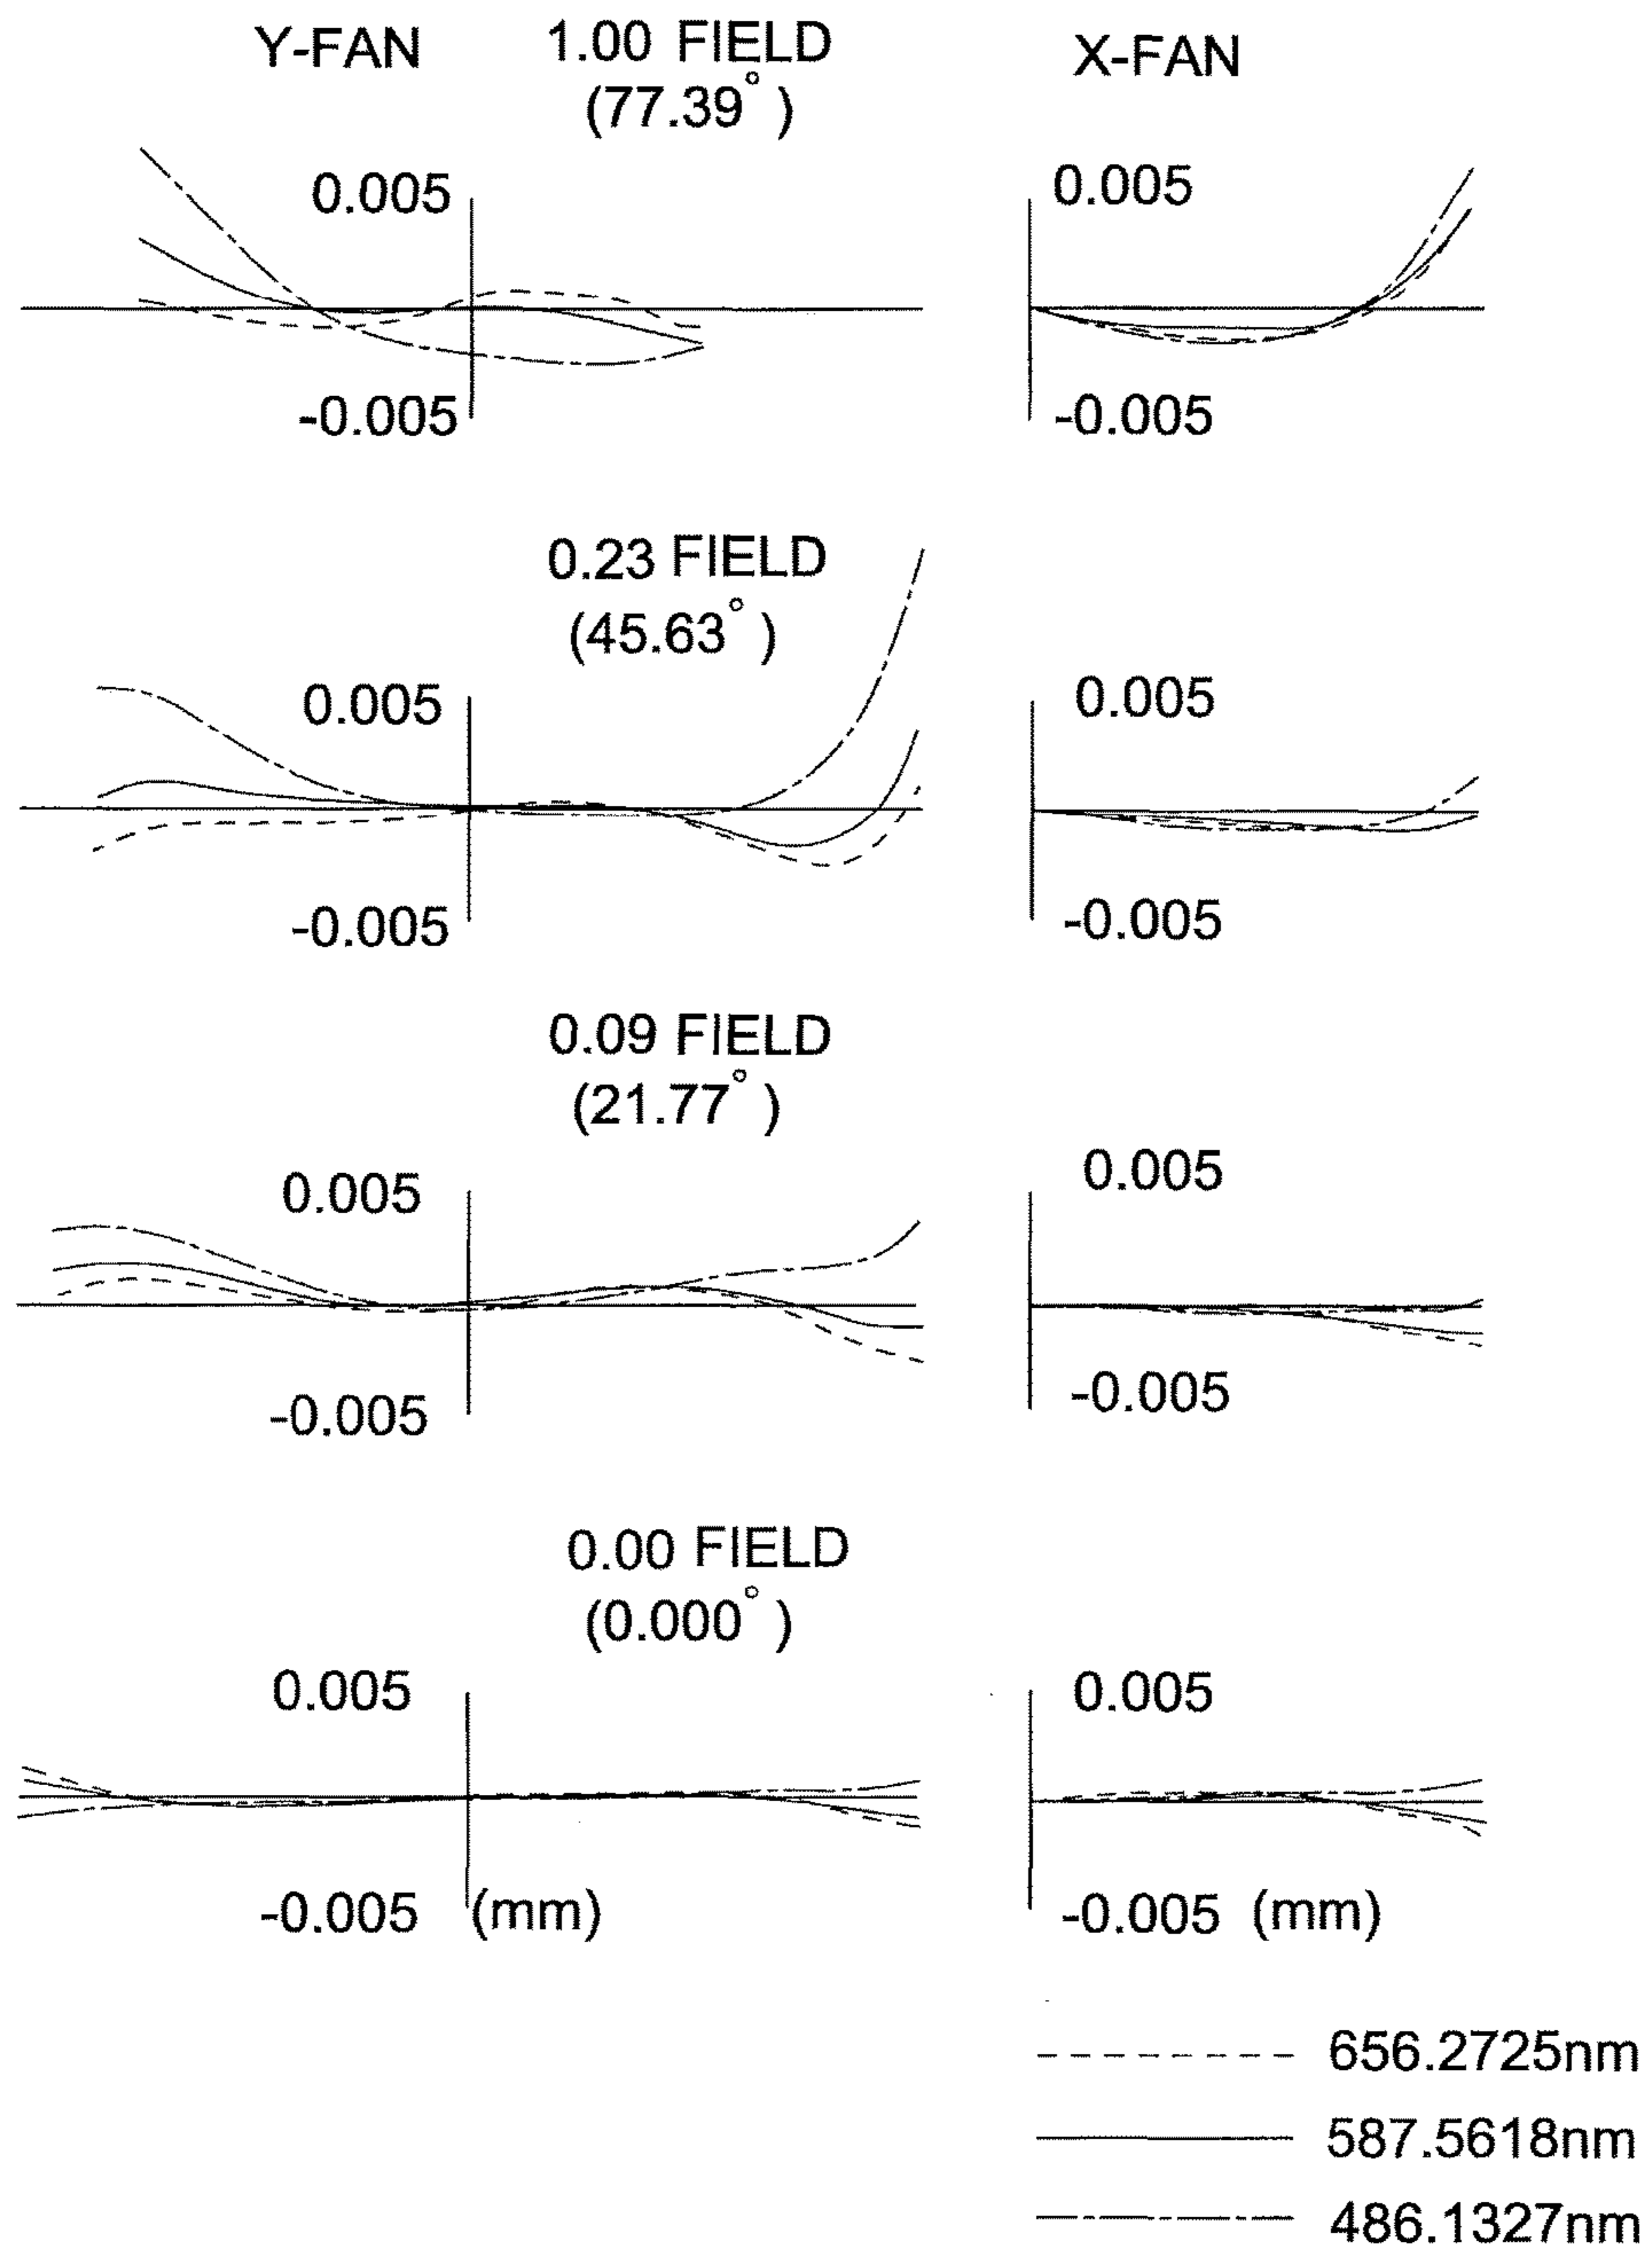 Y-FAN 1.00 FIELD X-FAN
(77.39°)
0.005 0.005
-0.005 -0.005
0.23 FIELD
(45.63°)
0.005 0.005
-0.005 -0.005
0.09 FIELD
(21.77°)
0.005 0.005
-0.005 -0.005
0.00 FIELD
(0.000°)
0.005 0.005
-0.005 (mm) -0.005 (mm)
656.2725nm
587.5618nm
486.1327nm